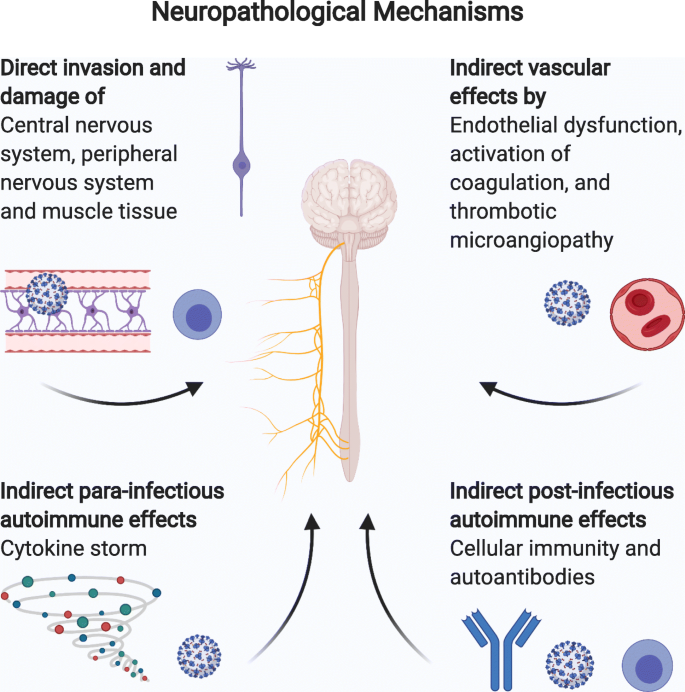 Neuropathological Mechanisms
Direct invasion and
damage of
Central nervous
system, peripheral
nervous system
and muscle tissue
Indirect vascular
effects by
Endothelial dysfunction,
activation of
coagulation, and
thrombotic
microangiopathy
Indirect para-infectious
autoimmune effects
Cytokine storm
Indirect post-infectious
autoimmune effects
Cellular immunity and
autoantibodies